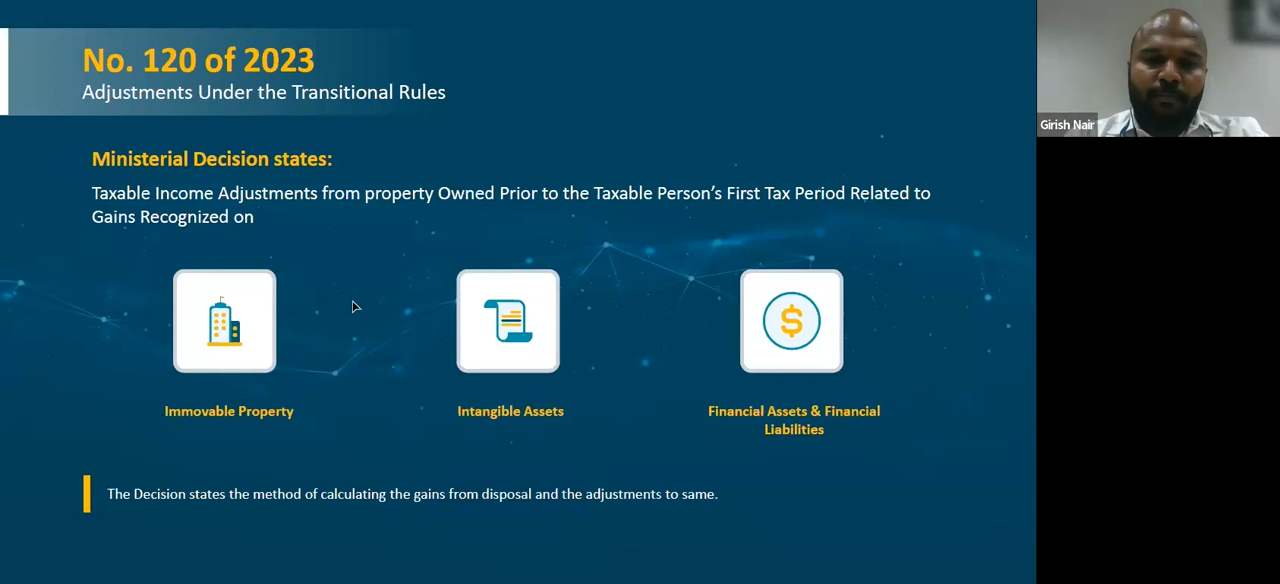 No. 120 of 2023
Adjustments Under the Transitional Rules
Girish Nair
Ministerial Decision states:
Taxable Income Adjustments from property Owned Prior to the Taxable Person's First Tax Period Related to
Gains Recognized on
$
Immovable Property
Intangible Assets
Financial Assets & Financial
Liabilities
The Decision states the method of calculating the gains from disposal and the adjustments to same.